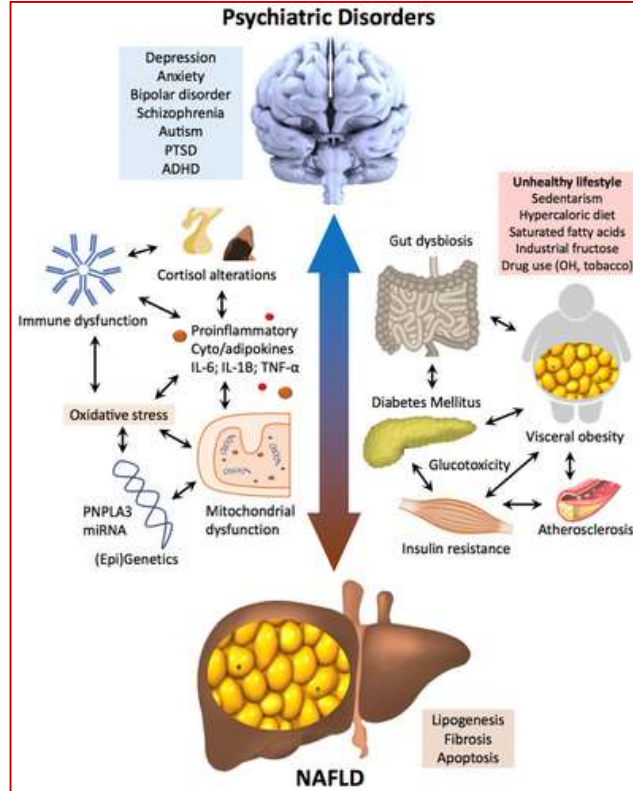 Psychiatric Disorders
Depression
Anxiety
Bipolar disorder
Schizophrenia
Autism
PTSD
ADHD
Unhealthy lifestyle
Sedentarism
Hypercaloric diet
Saturated fatty acids
Industrial fructose
Drug use (OH, tobacco)
Cortisol alterations
Immune dysfunction
Proinflammatory
Cyto/adipokines
IL-6; IL-1B; TNF-α
Oxidative stress
PNPLA3
miRNA
(Epi)Genetics
Mitochondrial
dysfunction
Gut dysbiosis
Diabetes Mellitus
Glucotoxicity
Visceral obesity
Insulin resistance
Atherosclerosis
Lipogenesis
Fibrosis
Apoptosis
NAFLD